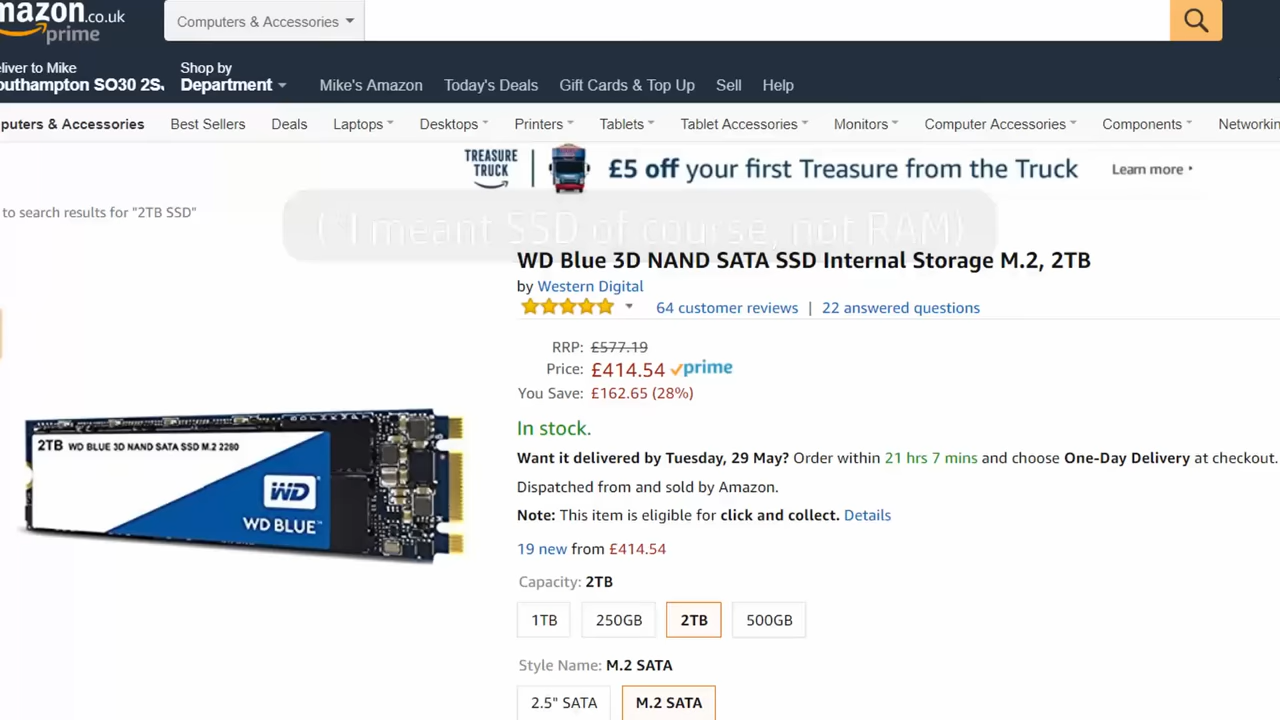 mazon.co.uk
prime
Computers & Accessories
eliver to Mike
outhampton SO30 2S
Shop by
Department
Mike's Amazon
Today's Deals
Gift Cards & Top Up
Sell
Help
puters & Accessories
Best Sellers
Deals
Laptops
Desktops
Printers
Tablets
Tablet Accessories
Monitors
Computer Accessories
Components
Networkin
TREASURE
TRUCK
£5 off your first Treasure from the Truck
Learn more
to search results for "2TB SSD"
(*I meant SSD of course, not RAM)
WD Blue 3D NAND SATA SSD Internal Storage M.2, 2TB
by Western Digital
64 customer reviews | 22 answered questions
RRP: £577.19
Price: £414.54 prime
You Save: £162.65 (28%)
In stock.
Want it delivered by Tuesday, 29 May? Order within 21 hrs 7 mins and choose One-Day Delivery at checkout.
Dispatched from and sold by Amazon.
Note: This item is eligible for click and collect. Details
19 new from £414.54
2TB WD BLUE 3D NAND SATA SSD M.2 2280
WD
WD BLUE™
Capacity: 2TB
1TB
250GB
2TB
500GB
Style Name: M.2 SATA
2.5" SATA
M.2 SATA